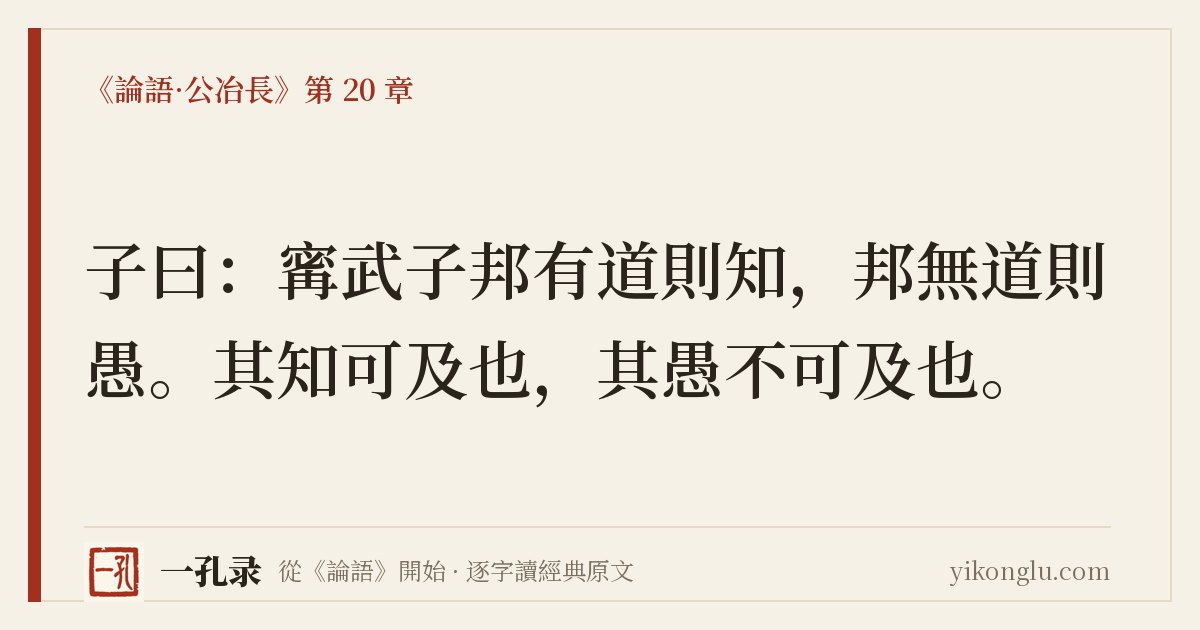 《論語·公冶長》第 20 章
子曰：甯武子邦有道則知，邦無道則
愚。其知可及也，其愚不可及也。
一孔
一孔录 從《論語》開始 · 逐字讀經典原文 yikonglu.com